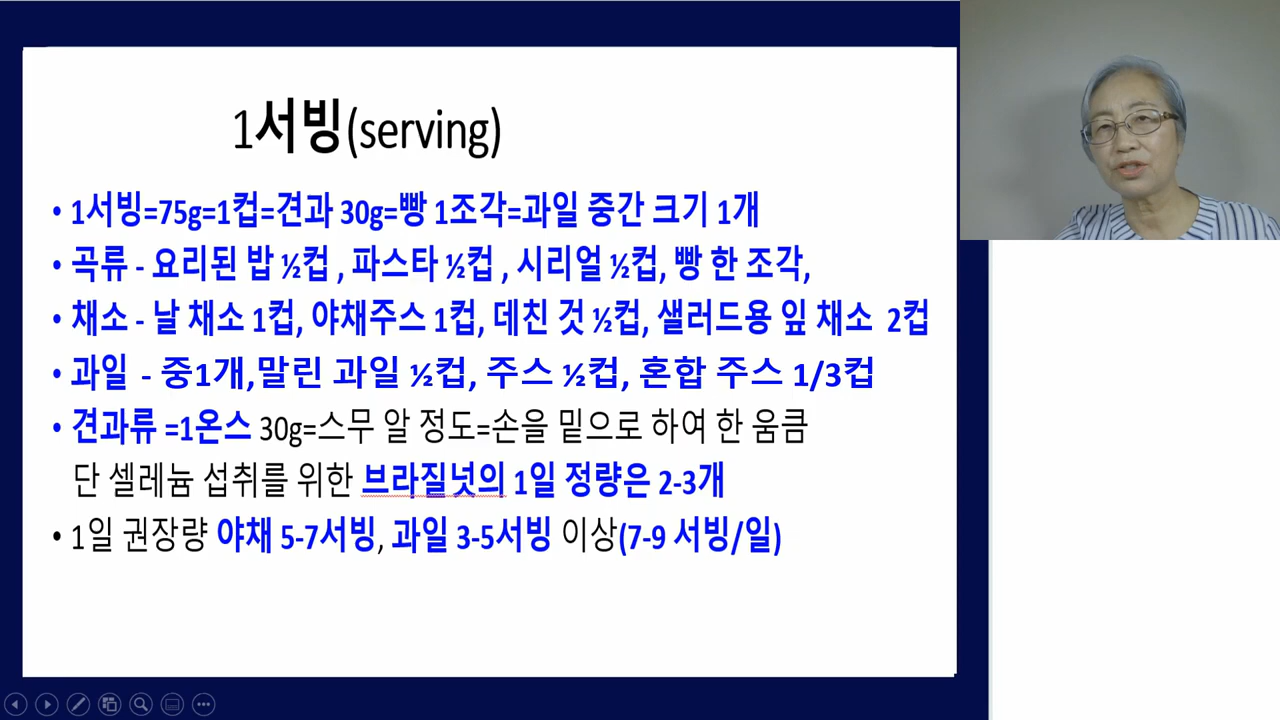 1서빙(serving)
• 1서빙=75g=1컵=견과 30g=빵 1조각=과일 중간 크기 1개
• 곡류 - 요리된 밥 ½컵 , 파스타 ½컵 , 시리얼 ½컵, 빵 한 조각,
• 채소 - 날 채소 1컵, 야채주스 1컵, 데친 것 ½컵, 샐러드용 잎 채소 2컵
• 과일 - 중1개,말린 과일 ½컵, 주스 ½컵, 혼합 주스 1/3컵
• 견과류 =1온스 30g=스무 알 정도=손을 밑으로 하여 한 움큼
단 셀레늄 섭취를 위한 브라질넛의 1일 정량은 2-3개
• 1일 권장량 야채 5-7서빙, 과일 3-5서빙 이상(7-9 서빙/일)